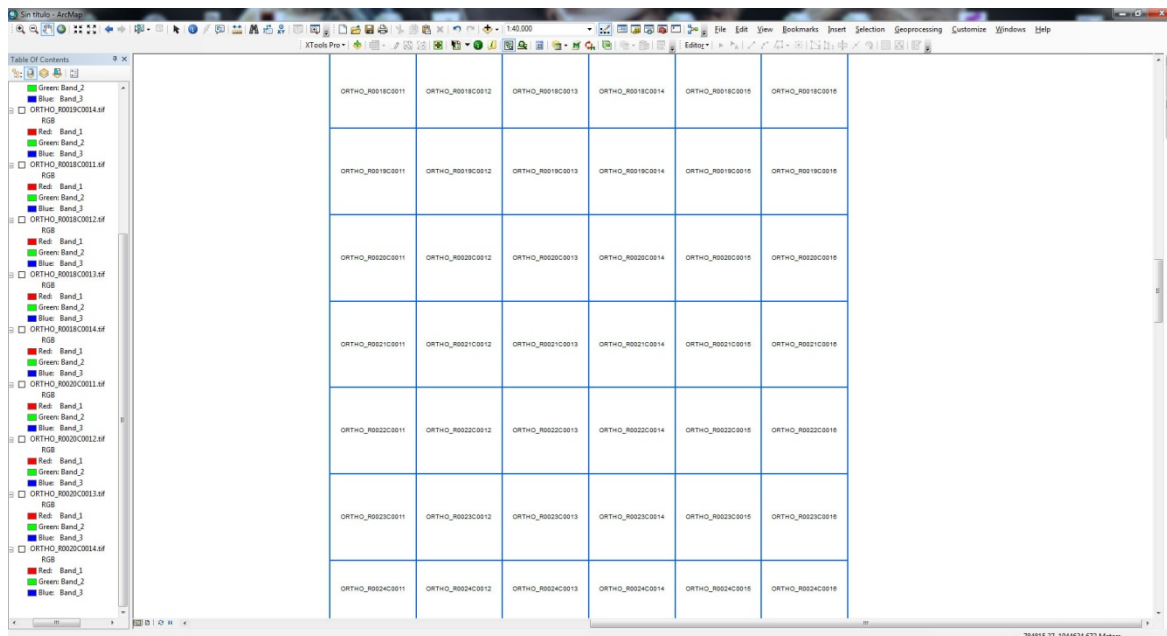 Sin título - ArcMap
1:40,000
File Edit View Bookmarks Insert Selection Geoprocessing Customize Windows Help
XTools Pro
Editor
Table Of Contents
Green: Band_2
Blue: Band_3
ORTHO_R0019C0014.tif
RGB
Red: Band_1
Green: Band_2
Blue: Band_3
ORTHO_R0018C0011.tif
RGB
Red: Band_1
Green: Band_2
Blue: Band_3
ORTHO_R0018C0012.tif
RGB
Red: Band_1
Green: Band_2
Blue: Band_3
ORTHO_R0018C0013.tif
RGB
Red: Band_1
Green: Band_2
Blue: Band_3
ORTHO_R0018C0014.tif
RGB
Red: Band_1
Green: Band_2
Blue: Band_3
ORTHO_R0020C0011.tif
RGB
Red: Band_1
Green: Band_2
Blue: Band_3
ORTHO_R0020C0012.tif
RGB
Red: Band_1
Green: Band_2
Blue: Band_3
ORTHO_R0020C0013.tif
RGB
Red: Band_1
Green: Band_2
Blue: Band_3
ORTHO_R0020C0014.tif
RGB
Red: Band_1
Green: Band_2
Blue: Band_3
ORTHO_R0018C0011 ORTHO_R0018C0012 ORTHO_R0018C0013 ORTHO_R0018C0014 ORTHO_R0018C0015 ORTHO_R0018C0016
ORTHO_R0019C0011 ORTHO_R0019C0012 ORTHO_R0019C0013 ORTHO_R0019C0014 ORTHO_R0019C0015 ORTHO_R0019C0016
ORTHO_R0020C0011 ORTHO_R0020C0012 ORTHO_R0020C0013 ORTHO_R0020C0014 ORTHO_R0020C0015 ORTHO_R0020C0016
ORTHO_R0021C0011 ORTHO_R0021C0012 ORTHO_R0021C0013 ORTHO_R0021C0014 ORTHO_R0021C0015 ORTHO_R0021C0016
ORTHO_R0022C0011 ORTHO_R0022C0012 ORTHO_R0022C0013 ORTHO_R0022C0014 ORTHO_R0022C0015 ORTHO_R0022C0016
ORTHO_R0023C0011 ORTHO_R0023C0012 ORTHO_R0023C0013 ORTHO_R0023C0014 ORTHO_R0023C0015 ORTHO_R0023C0016
ORTHO_R0024C0011 ORTHO_R0024C0012 ORTHO_R0024C0013 ORTHO_R0024C0014 ORTHO_R0024C0015 ORTHO_R0024C0016